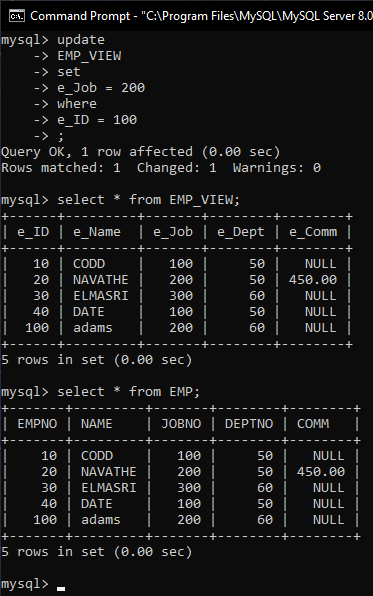 Command Prompt - "C:\Program Files\MySQL\MySQL Server 8.0
mysql> update
    -> EMP_VIEW
    -> set
    -> e_Job = 200
    -> where
    -> e_ID = 100
    -> ;
Query OK, 1 row affected (0.00 sec)
Rows matched: 1  Changed: 1  Warnings: 0
mysql> select * from EMP_VIEW;
+------+---------+-------+--------+--------+
| e_ID | e_Name  | e_Job | e_Dept | e_Comm |
+------+---------+-------+--------+--------+
|   10 | CODD    |   100 |     50 |   NULL |
|   20 | NAVATHE |   200 |     50 | 450.00 |
|   30 | ELMASRI |   300 |     60 |   NULL |
|   40 | DATE    |   100 |     50 |   NULL |
|  100 | adams   |   200 |     60 |   NULL |
+------+---------+-------+--------+--------+
5 rows in set (0.00 sec)
mysql> select * from EMP;
+-------+---------+-------+--------+--------+
| EMPNO | NAME    | JOBNO | DEPTNO | COMM   |
+-------+---------+-------+--------+--------+
|    10 | CODD    |   100 |     50 |   NULL |
|    20 | NAVATHE |   200 |     50 | 450.00 |
|    30 | ELMASRI |   300 |     60 |   NULL |
|    40 | DATE    |   100 |     50 |   NULL |
|   100 | adams   |   200 |     60 |   NULL |
+-------+---------+-------+--------+--------+
5 rows in set (0.00 sec)
mysql>